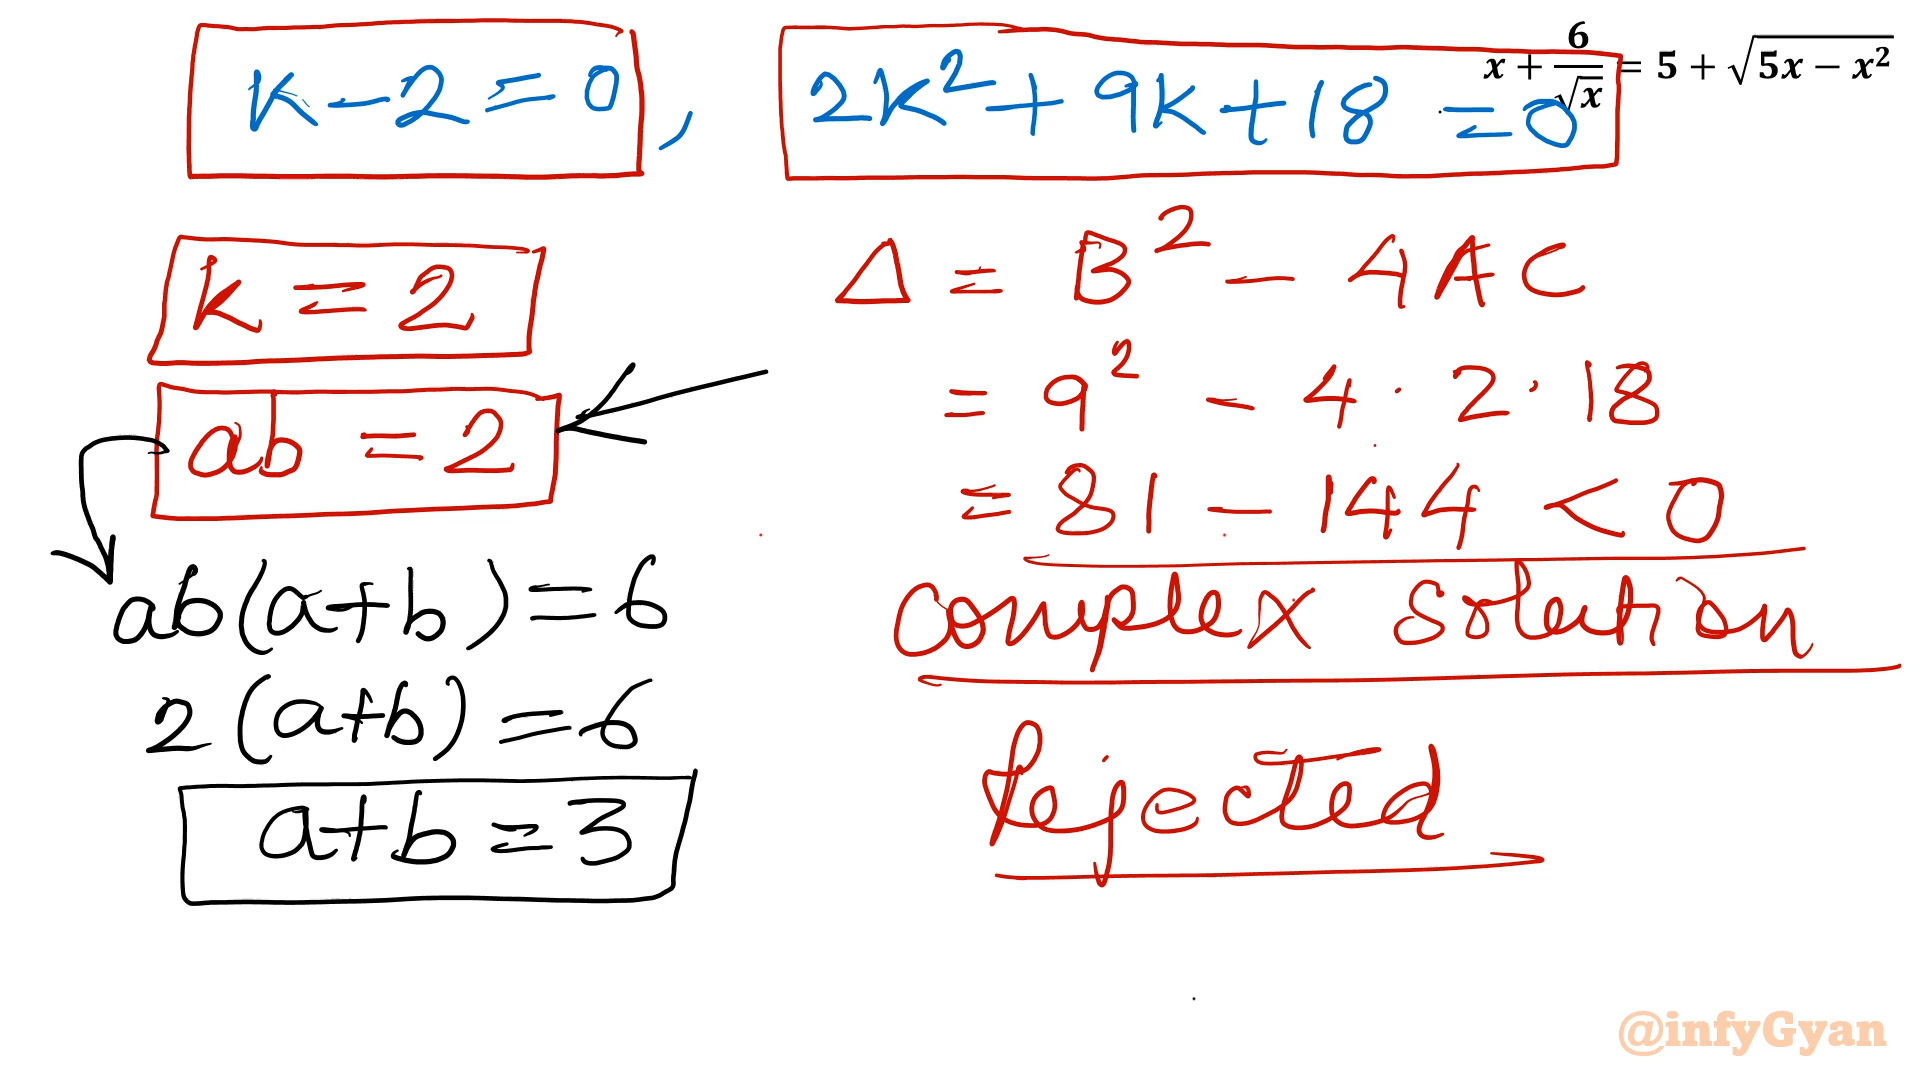 x + 6/√x = 5 + √(5x − x²)
k − 2 = 0 , 2k² + 9k + 18 = 0
k = 2
ab = 2
ab(a+b) = 6
2(a+b) = 6
a+b = 3
Δ = B² − 4AC
= 9² − 4 · 2 · 18
= 81 − 144 < 0
complex solution
Rejected
@infyGyan